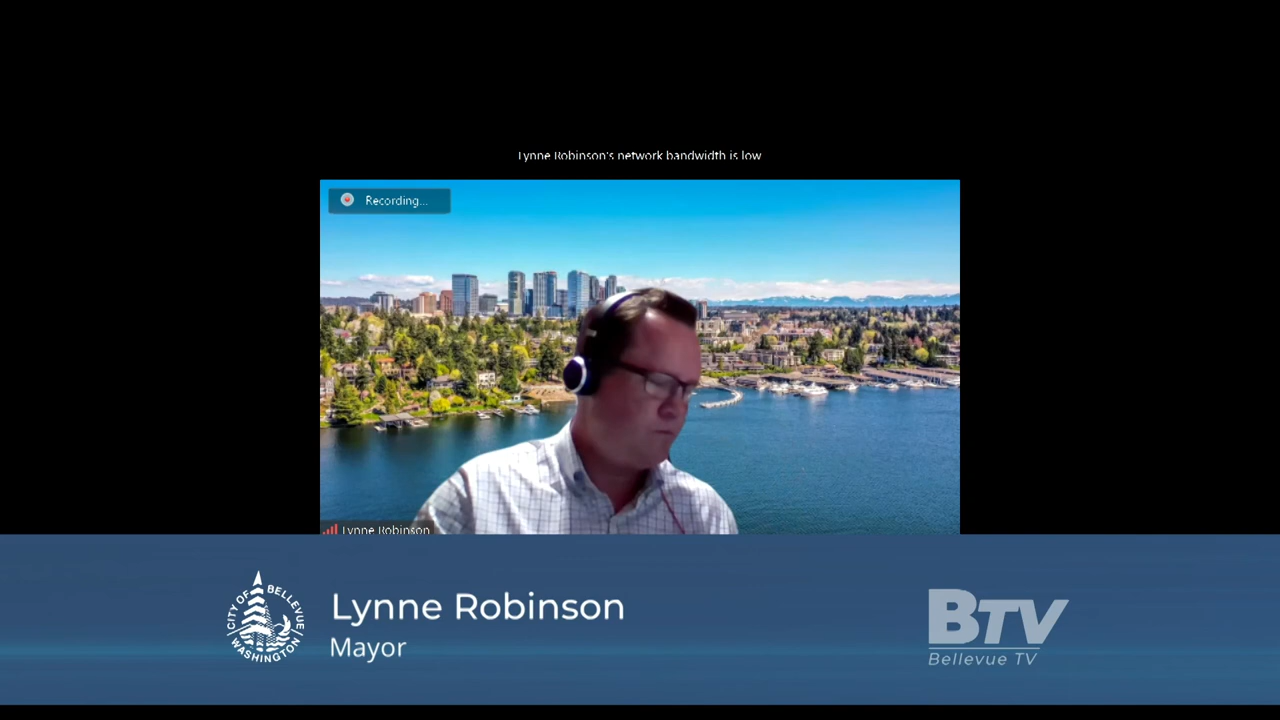 Lynne Robinson's network bandwidth is low
Recording...
Lynne Robinson
CITY OF BELLEVUE
WASHINGTON
Lynne Robinson
Mayor
BTV
Bellevue TV